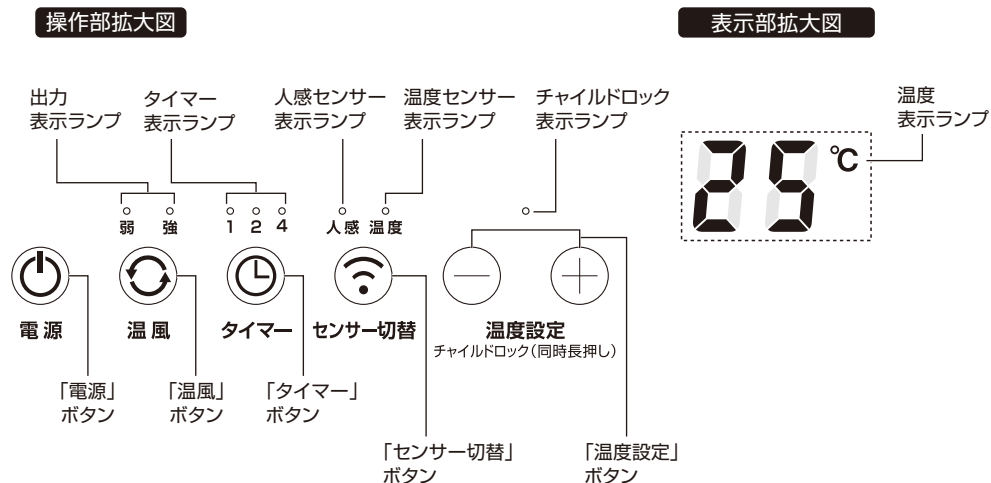 操作部拡大図
表示部拡大図
出力
表示ランプ
タイマー
表示ランプ
人感センサー
表示ランプ
温度センサー
表示ランプ
チャイルドロック
表示ランプ
温度
表示ランプ
25℃
弱 強
1 2 4
人感 温度
電源
温風
タイマー
センサー切替
温度設定
チャイルドロック(同時長押し)
「電源」
ボタン
「温風」
ボタン
「タイマー」
ボタン
「センサー切替」
ボタン
「温度設定」
ボタン